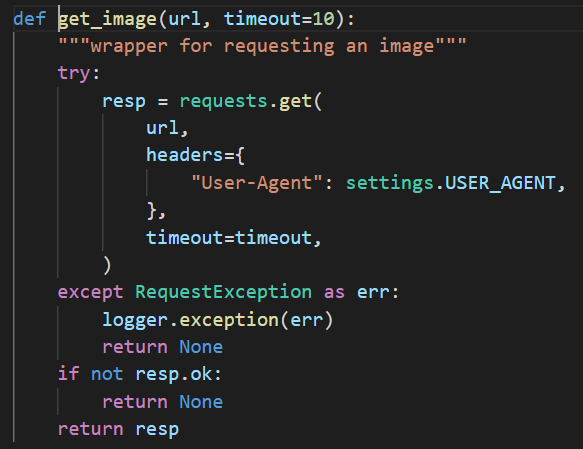 def get_image(url, timeout=10):
    """wrapper for requesting an image"""
    try:
        resp = requests.get(
            url,
            headers={
                "User-Agent": settings.USER_AGENT,
            },
            timeout=timeout,
        )
    except RequestException as err:
        logger.exception(err)
        return None
    if not resp.ok:
        return None
    return resp